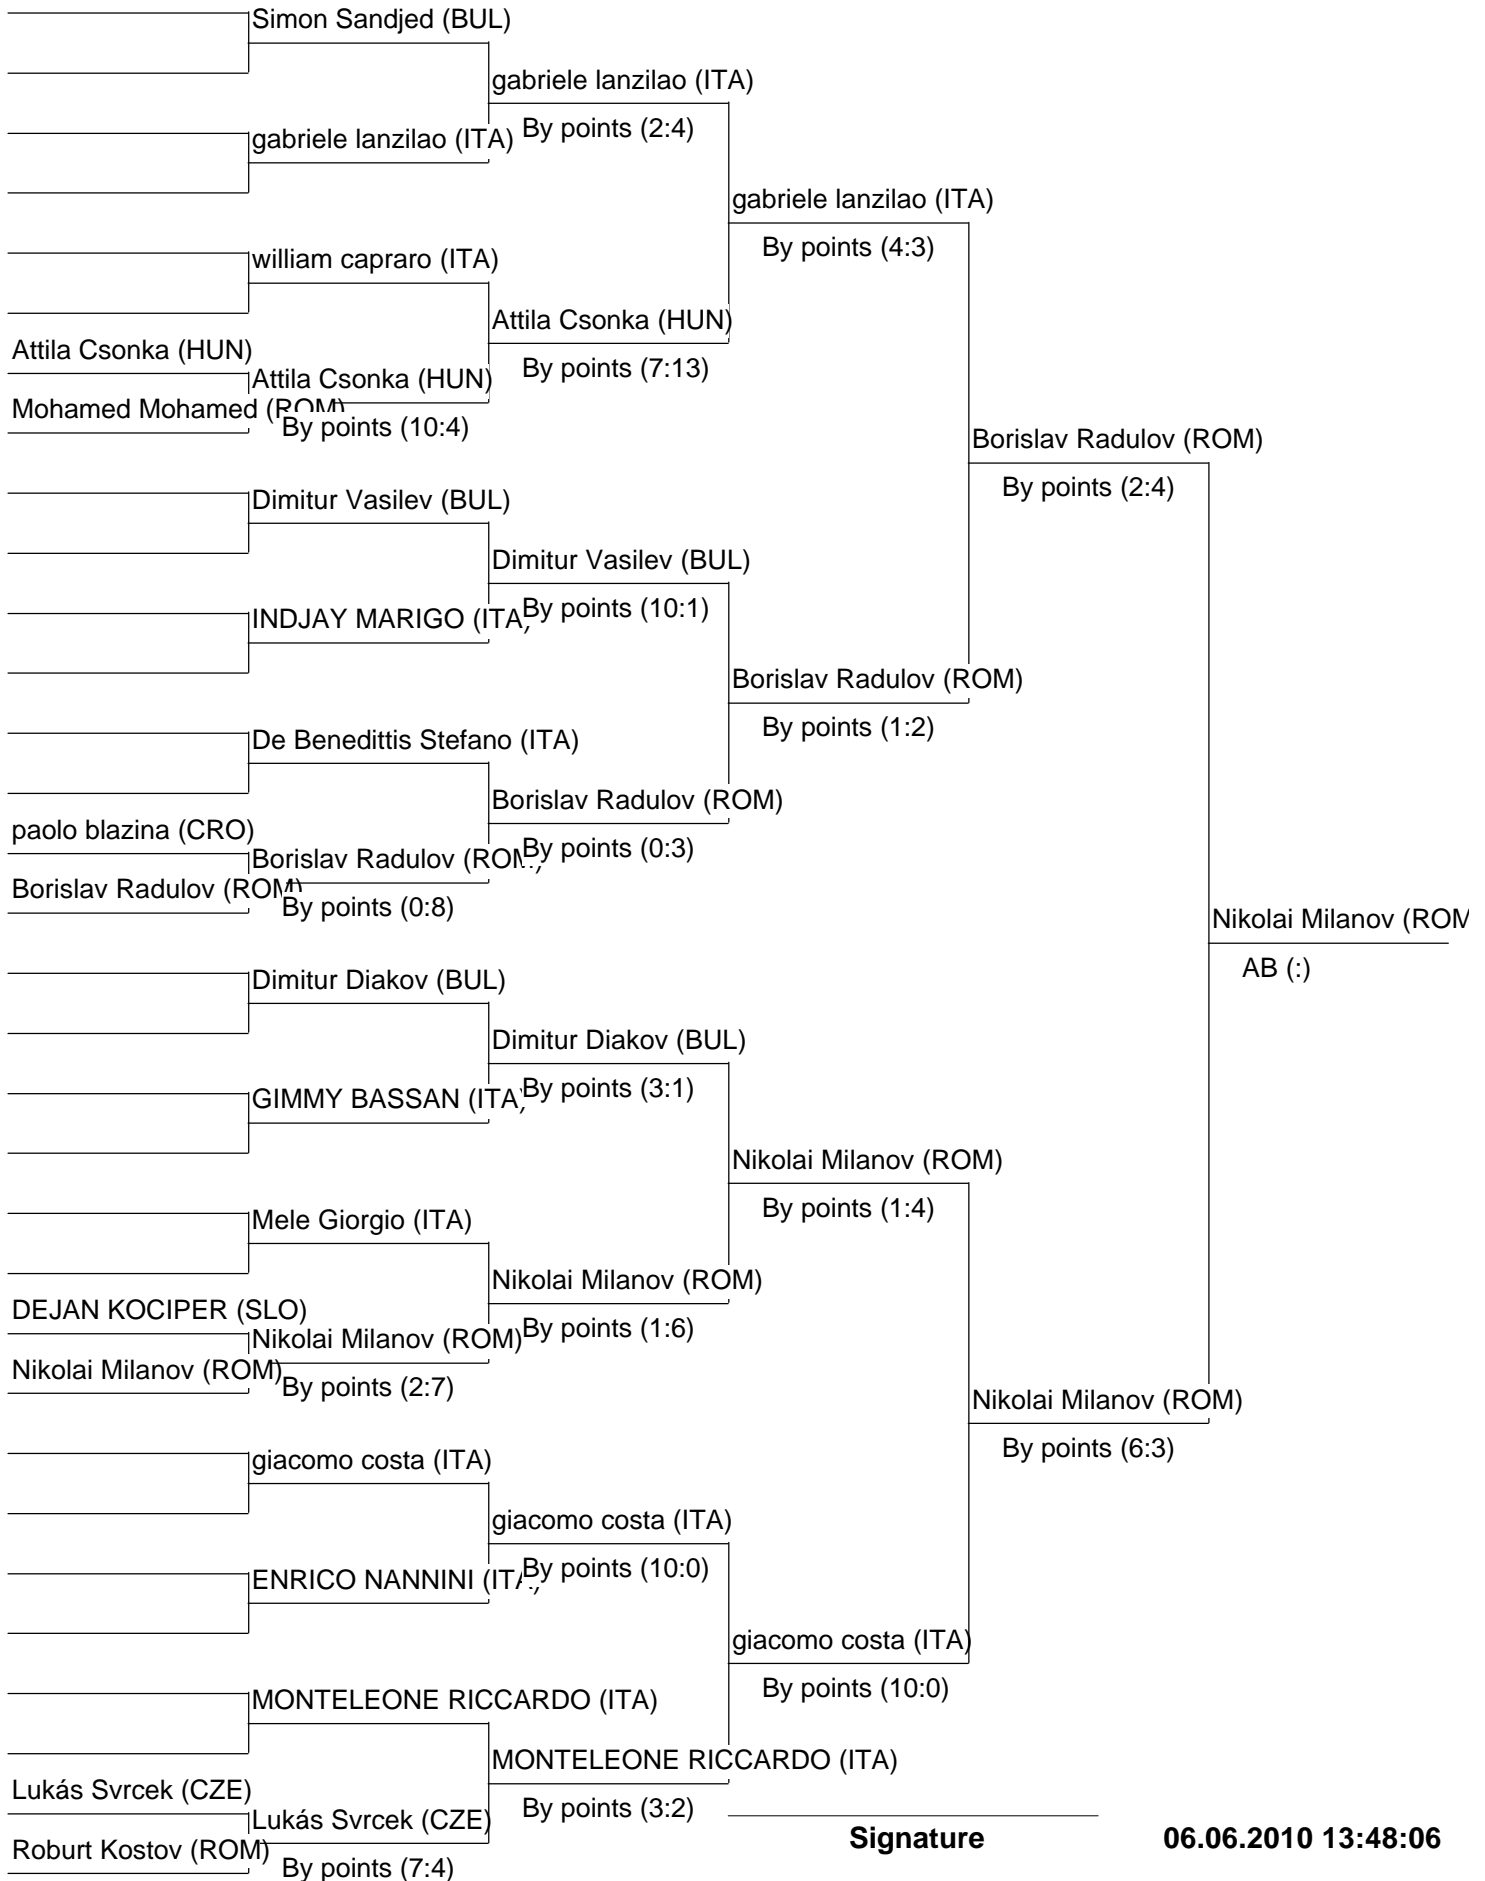 Simon Sandjed (BUL)
gabriele lanzilao (ITA)
By points (2:4)
gabriele lanzilao (ITA)
gabriele lanzilao (ITA)
By points (4:3)
william capraro (ITA)
Attila Csonka (HUN)
Attila Csonka (HUN)
By points (7:13)
Attila Csonka (HUN)
Mohamed Mohamed (ROM)
By points (10:4)
Borislav Radulov (ROM)
By points (2:4)
Dimitur Vasilev (BUL)
Dimitur Vasilev (BUL)
By points (10:1)
INDJAY MARIGO (ITA)
Borislav Radulov (ROM)
By points (1:2)
De Benedittis Stefano (ITA)
Borislav Radulov (ROM)
paolo blazina (CRO)
By points (0:3)
Borislav Radulov (ROM)
Borislav Radulov (ROM)
By points (0:8)
Nikolai Milanov (ROM
AB (:)
Dimitur Diakov (BUL)
Dimitur Diakov (BUL)
By points (3:1)
GIMMY BASSAN (ITA)
Nikolai Milanov (ROM)
By points (1:4)
Mele Giorgio (ITA)
Nikolai Milanov (ROM)
DEJAN KOCIPER (SLO)
By points (1:6)
Nikolai Milanov (ROM)
Nikolai Milanov (ROM)
By points (2:7)
Nikolai Milanov (ROM)
By points (6:3)
giacomo costa (ITA)
giacomo costa (ITA)
By points (10:0)
ENRICO NANNINI (ITA)
giacomo costa (ITA)
By points (10:0)
MONTELEONE RICCARDO (ITA)
MONTELEONE RICCARDO (ITA)
Lukás Svrcek (CZE)
By points (3:2)
Lukás Svrcek (CZE)
Roburt Kostov (ROM)
By points (7:4)
Signature
06.06.2010 13:48:06